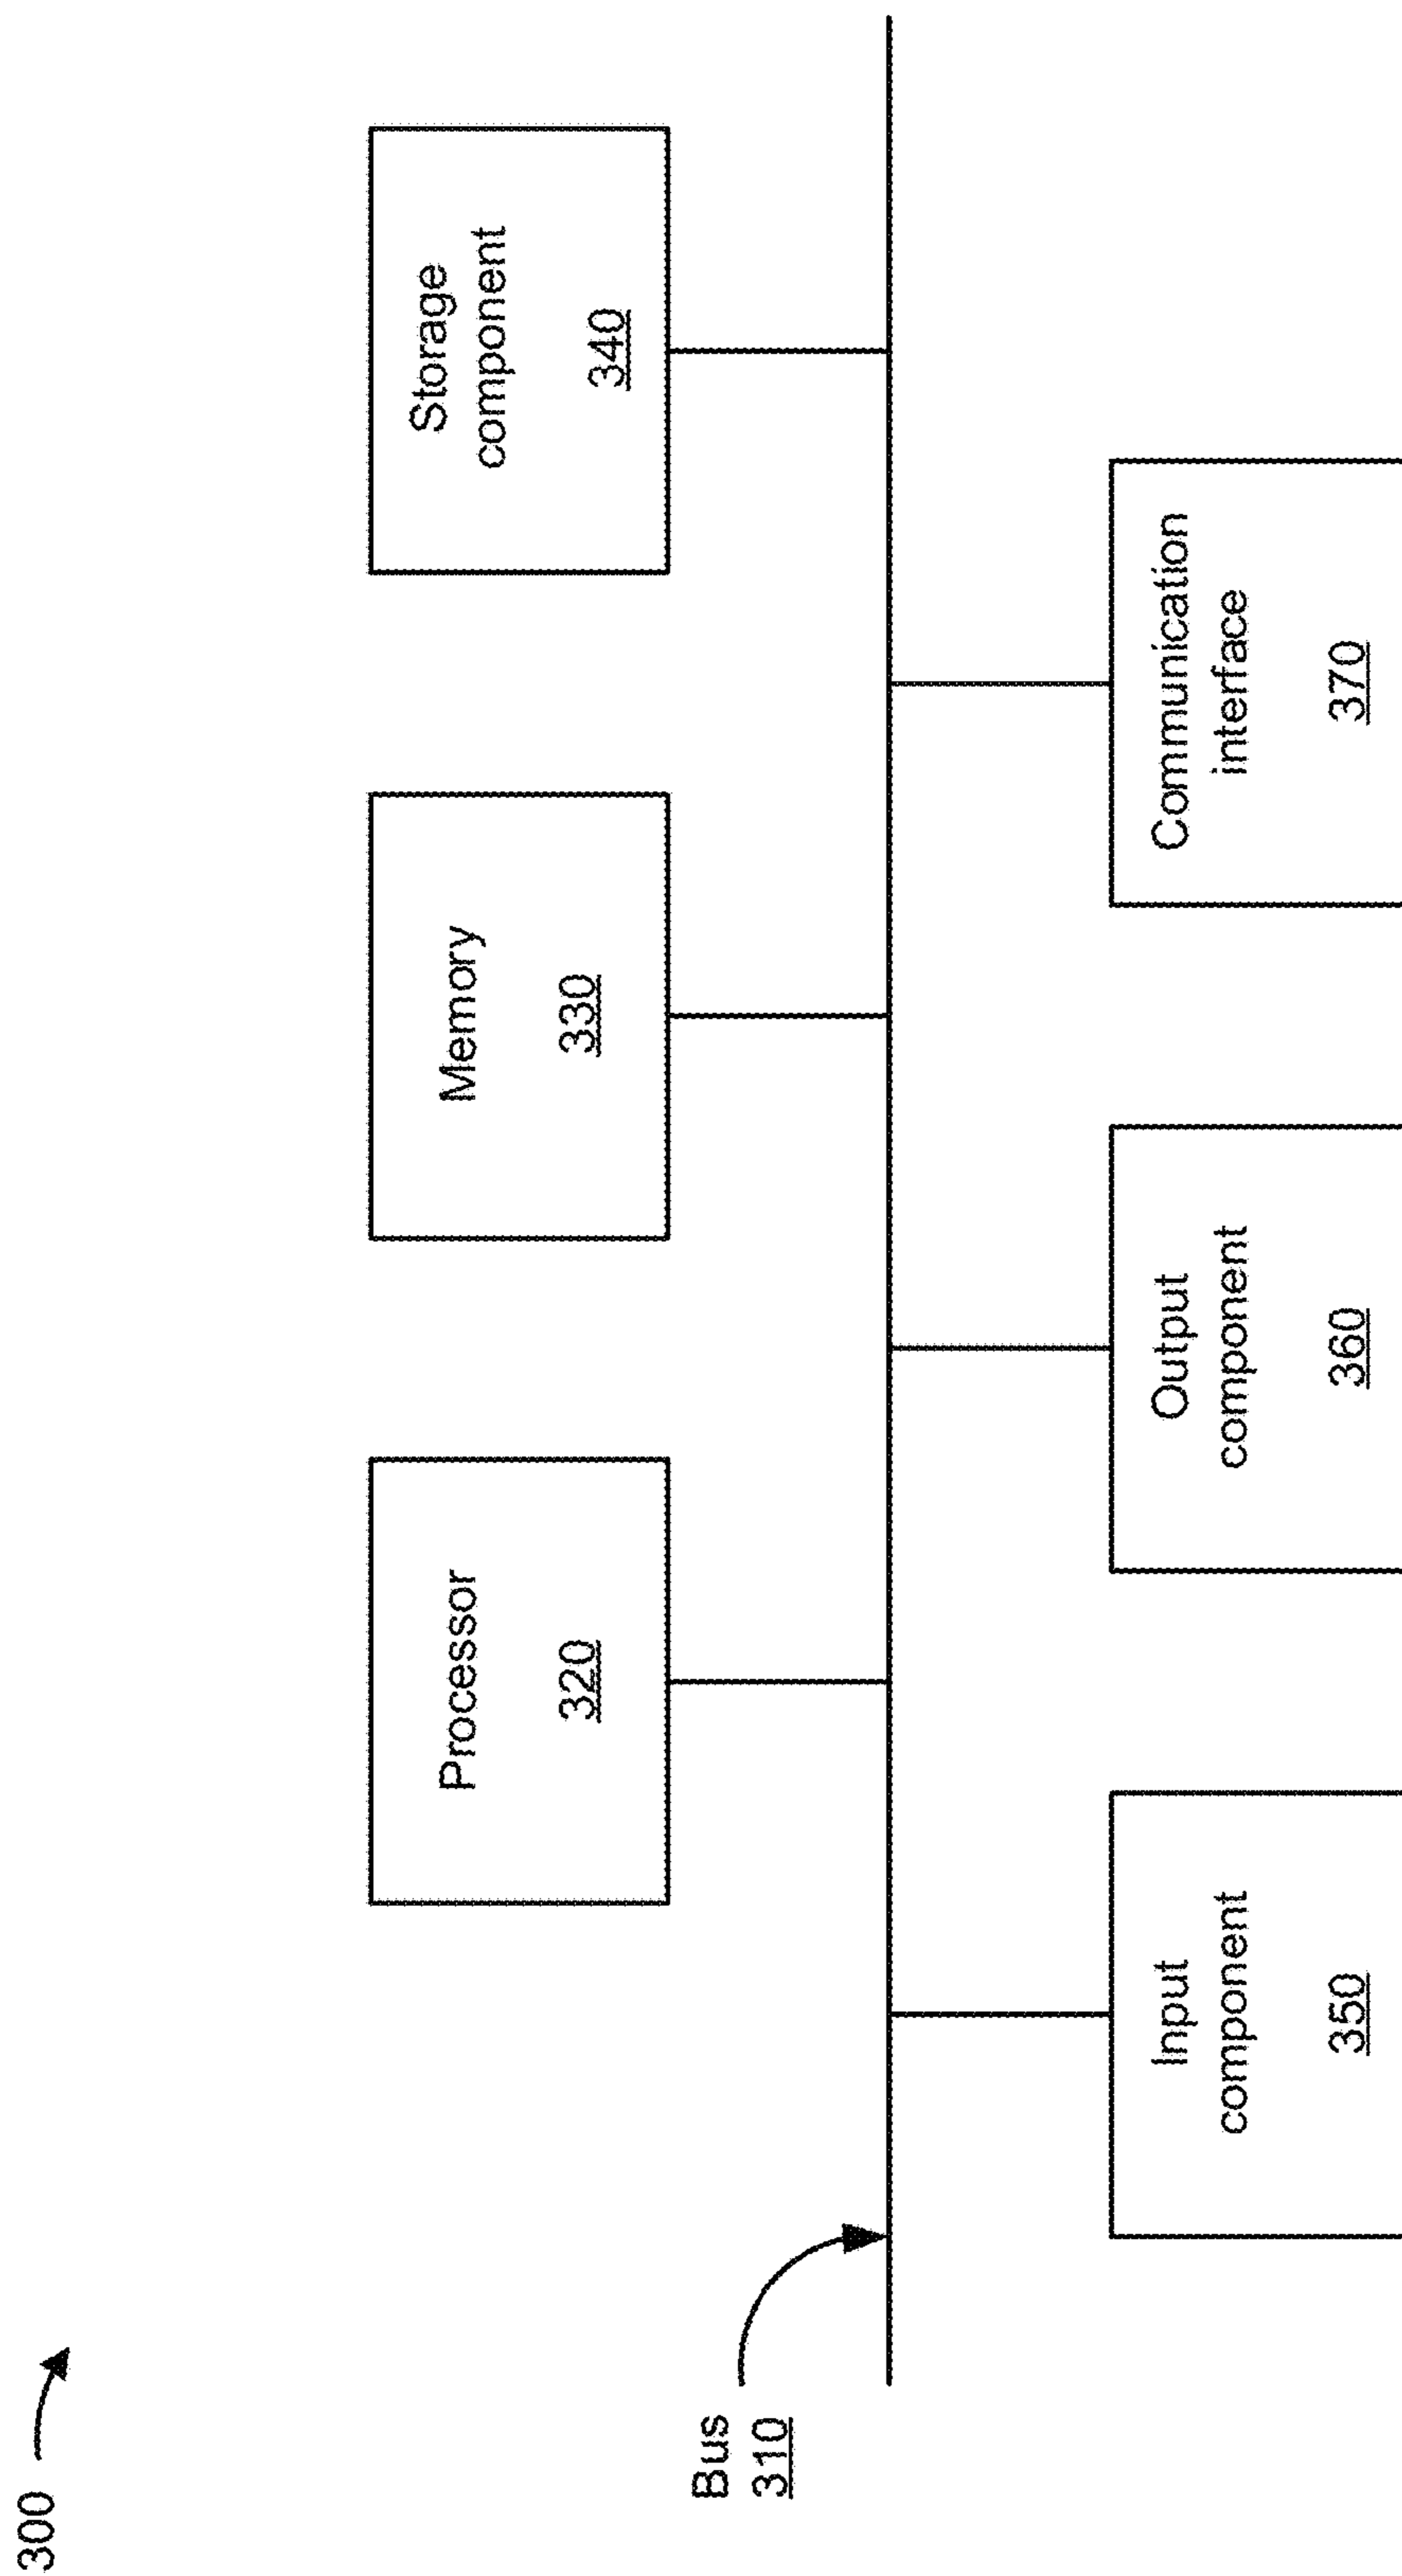 300
Processor
320
Memory
330
Storage
component
340
Bus
310
Input
component
350
Output
component
360
Communication
interface
370